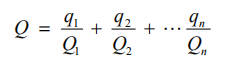 Q = q₁/Q₁ + q₂/Q₂ + ⋯ qₙ/Qₙ